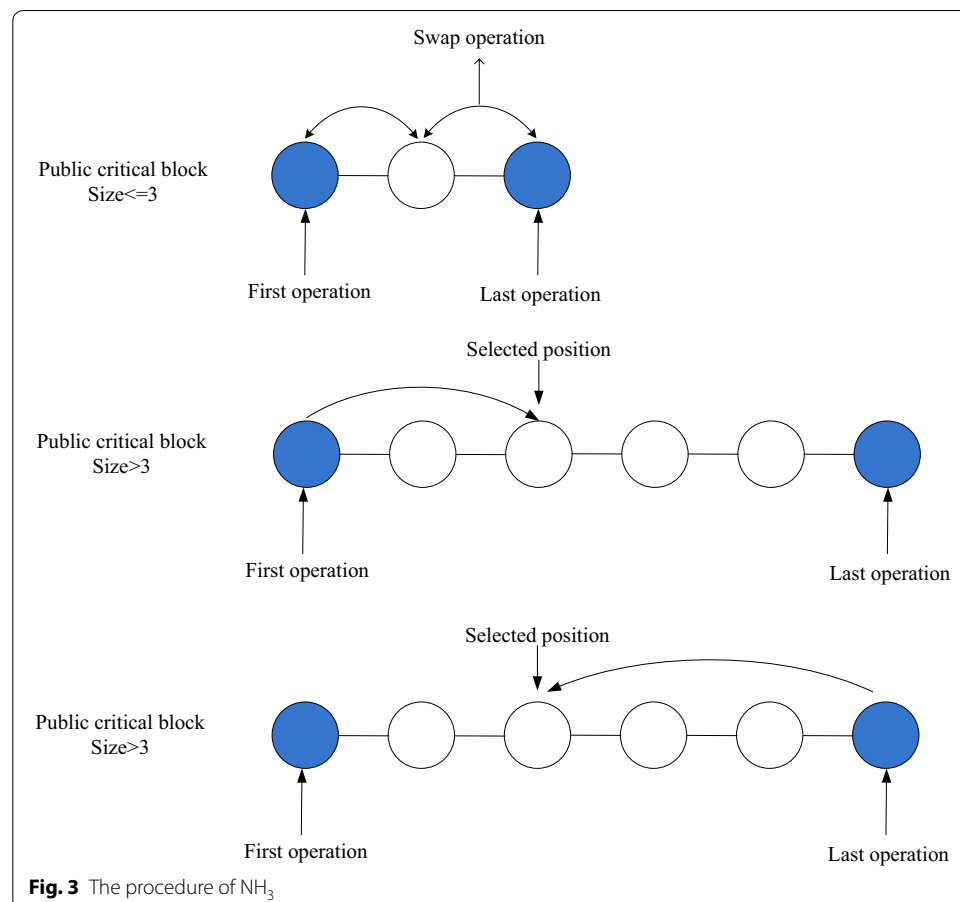 Swap operation
Public critical block
Size<=3
First operation
Last operation
Selected position
Public critical block
Size>3
First operation
Last operation
Selected position
Public critical block
Size>3
First operation
Last operation
Fig. 3 The procedure of NH₃